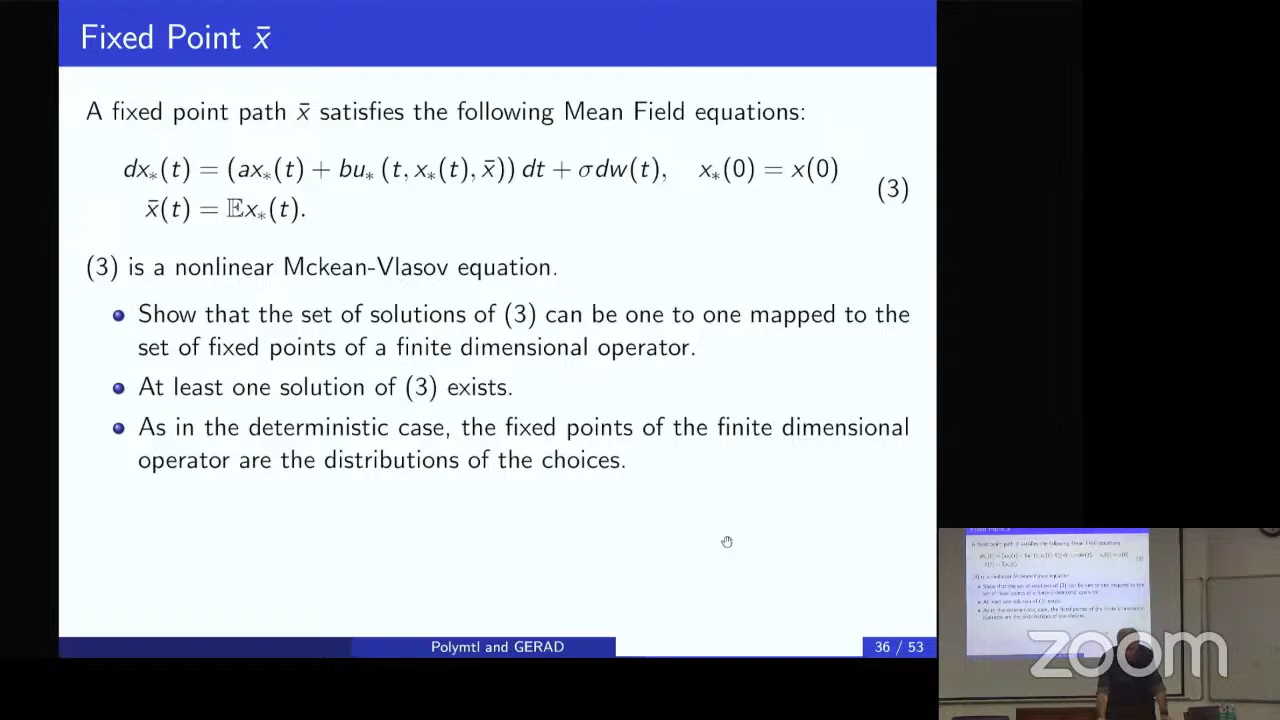 Fixed Point x̄
A fixed point path x̄ satisfies the following Mean Field equations:
dx∗(t) = (ax∗(t) + bu∗ (t, x∗(t), x̄)) dt + σdw(t), x∗(0) = x(0)
(3)
x̄(t) = 𝔼x∗(t).
(3) is a nonlinear Mckean-Vlasov equation.
Show that the set of solutions of (3) can be one to one mapped to the
set of fixed points of a finite dimensional operator.
At least one solution of (3) exists.
As in the deterministic case, the fixed points of the finite dimensional
operator are the distributions of the choices.
Polymtl and GERAD
36 / 53
zoom